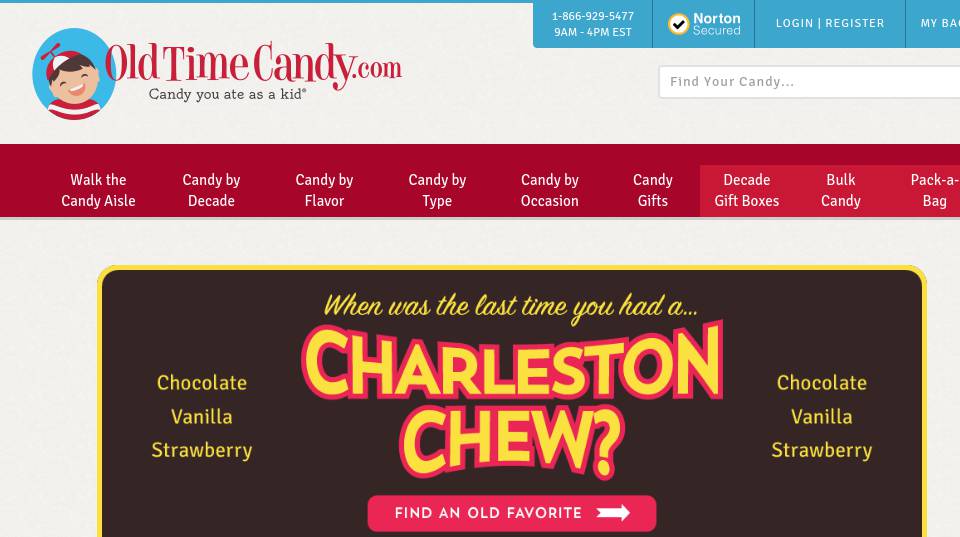 1-866-929-5477
9AM - 4PM EST
Norton
Secured
LOGIN | REGISTER
MY
Old Time Candy.com
Candy you ate as a kid®
Find Your Candy...
Walk the
Candy Aisle
Candy by
Decade
Candy by
Flavor
Candy by
Type
Candy by
Occasion
Candy
Gifts
Decade
Gift Boxes
Bulk
Candy
Pack-a-
Bag
When was the last time you had a...
CHARLESTON
CHEW?
Chocolate
Vanilla
Strawberry
Chocolate
Vanilla
Strawberry
FIND AN OLD FAVORITE